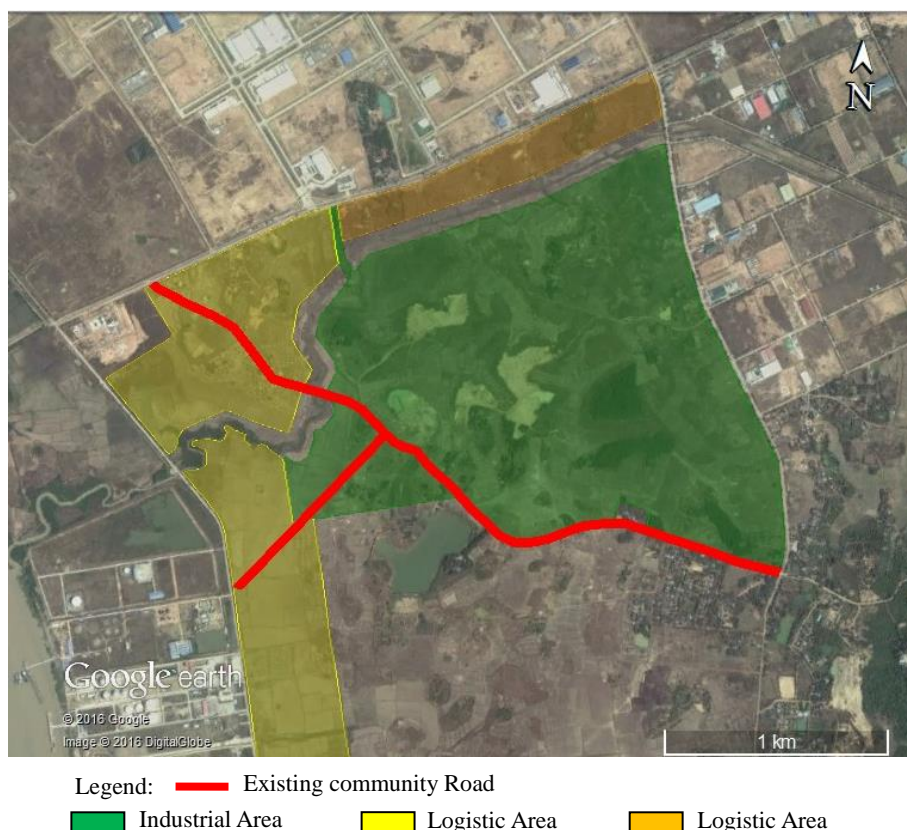 N
Google earth
© 2016 Google
Image © 2016 DigitalGlobe
1 km
Legend: Existing community Road
Industrial Area Logistic Area Logistic Area